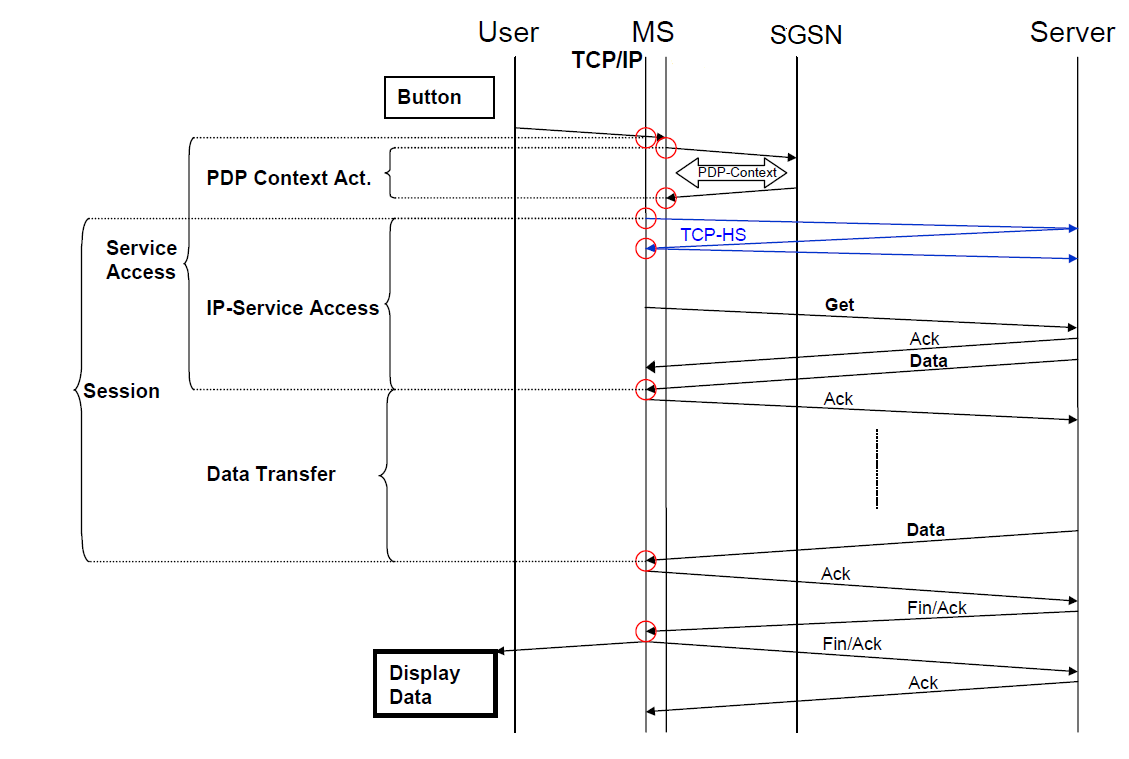 User
MS
SGSN
Server
TCP/IP
Button
PDP Context Act.
PDP-Context
TCP-HS
Service
Access
IP-Service Access
Get
Ack
Data
Session
Ack
Data Transfer
Data
Ack
Fin/Ack
Fin/Ack
Display
Data
Ack